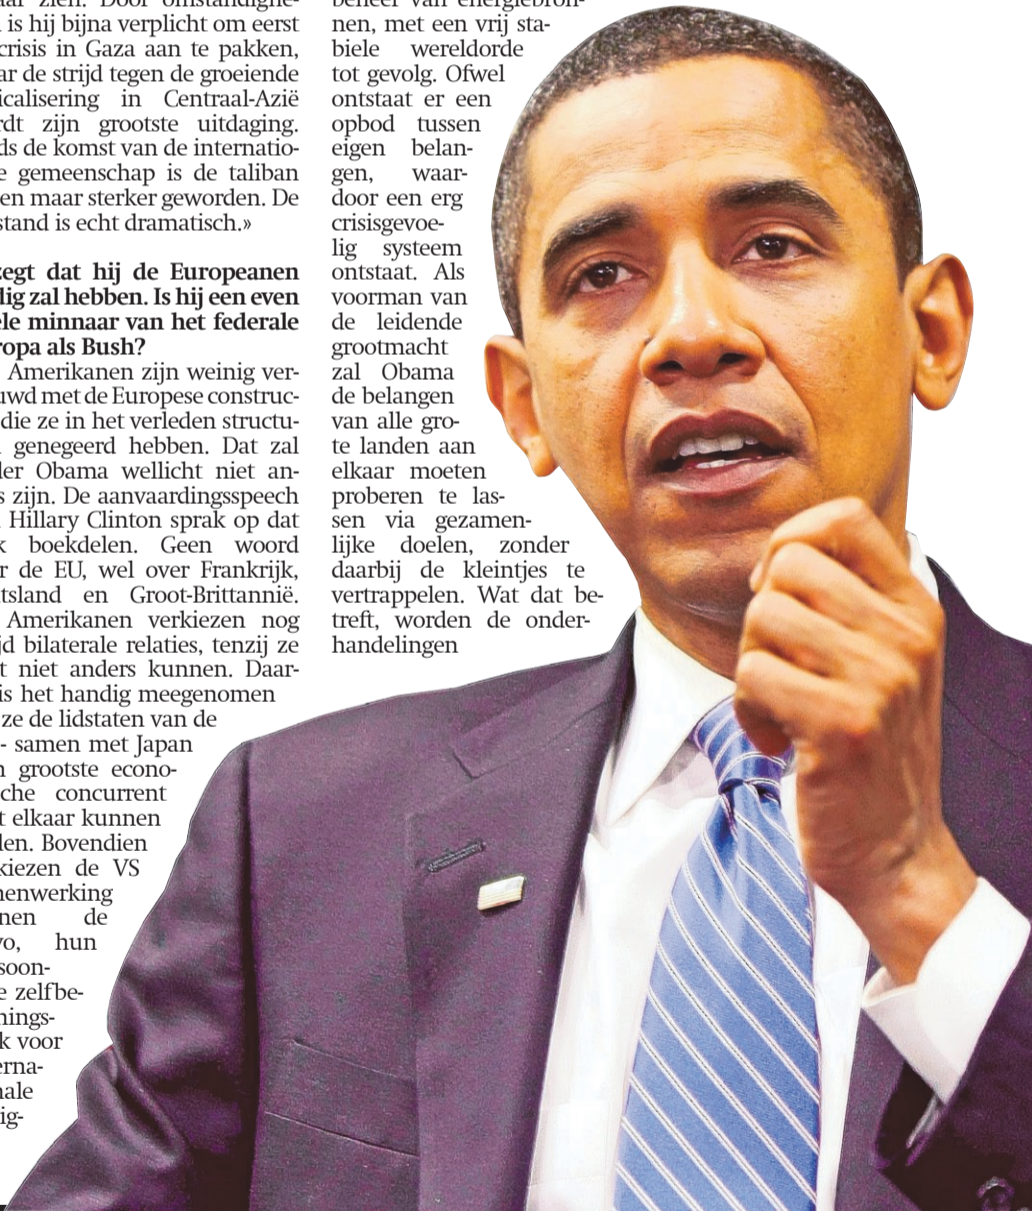 is hij bijna verplicht om eerst
crisis in Gaza aan te pakken,
de strijd tegen de groeiende
icalisering in Centraal-Azië
rdt zijn grootste uitdaging.
ds de komst van de internatio-
e gemeenschap is de taliban
en maar sterker geworden. De
stand is echt dramatisch.»
zegt dat hij de Europeanen
dig zal hebben. Is hij een even
ele minnaar van het federale
ropa als Bush?
Amerikanen zijn weinig ver-
uwd met de Europese construc-
die ze in het verleden structu-
genegeerd hebben. Dat zal
der Obama wellicht niet an-
s zijn. De aanvaardingsspeech
Hillary Clinton sprak op dat
k boekdelen. Geen woord
r de EU, wel over Frankrijk,
tsland en Groot-Brittannië.
Amerikanen verkiezen nog
jd bilaterale relaties, tenzij ze
t niet anders kunnen. Daar-
is het handig meegenomen
ze de lidstaten van de
- samen met Japan
n grootste econo-
sche concurrent
t elkaar kunnen
len. Bovendien
kiezen de VS
menwerking
nen de
vo, hun
soon-
e zelfbe-
nings-
k voor
erna-
nale
ig-
beheer van energiebron-
nen, met een vrij sta-
biele wereldorde
tot gevolg. Ofwel
ontstaat er een
opbod tussen
eigen belan-
gen, waar-
door een erg
crisisgevoe-
lig systeem
ontstaat. Als
voorman van
de leidende
grootmacht
zal Obama
de belangen
van alle gro-
te landen aan
elkaar moeten
proberen te las-
sen via gezamen-
lijke doelen, zonder
daarbij de kleintjes te
vertrappelen. Wat dat be-
treft, worden de onder-
handelingen